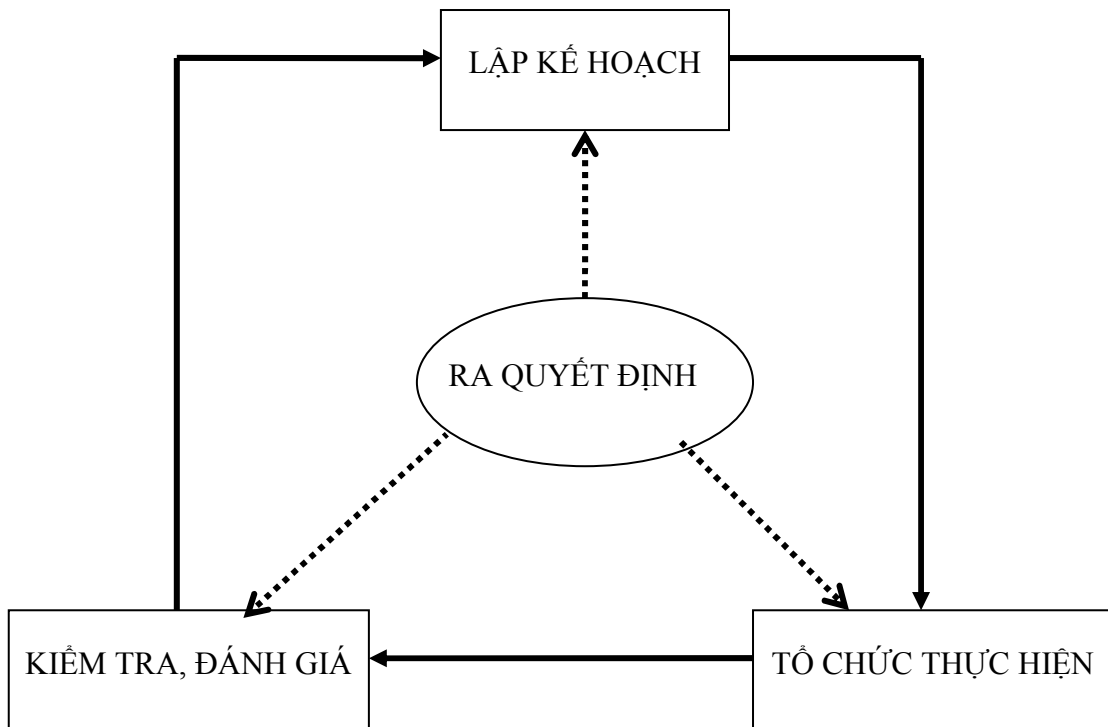 LẬP KẾ HOẠCH
RA QUYẾT ĐỊNH
KIỂM TRA, ĐÁNH GIÁ
TỔ CHỨC THỰC HIỆN